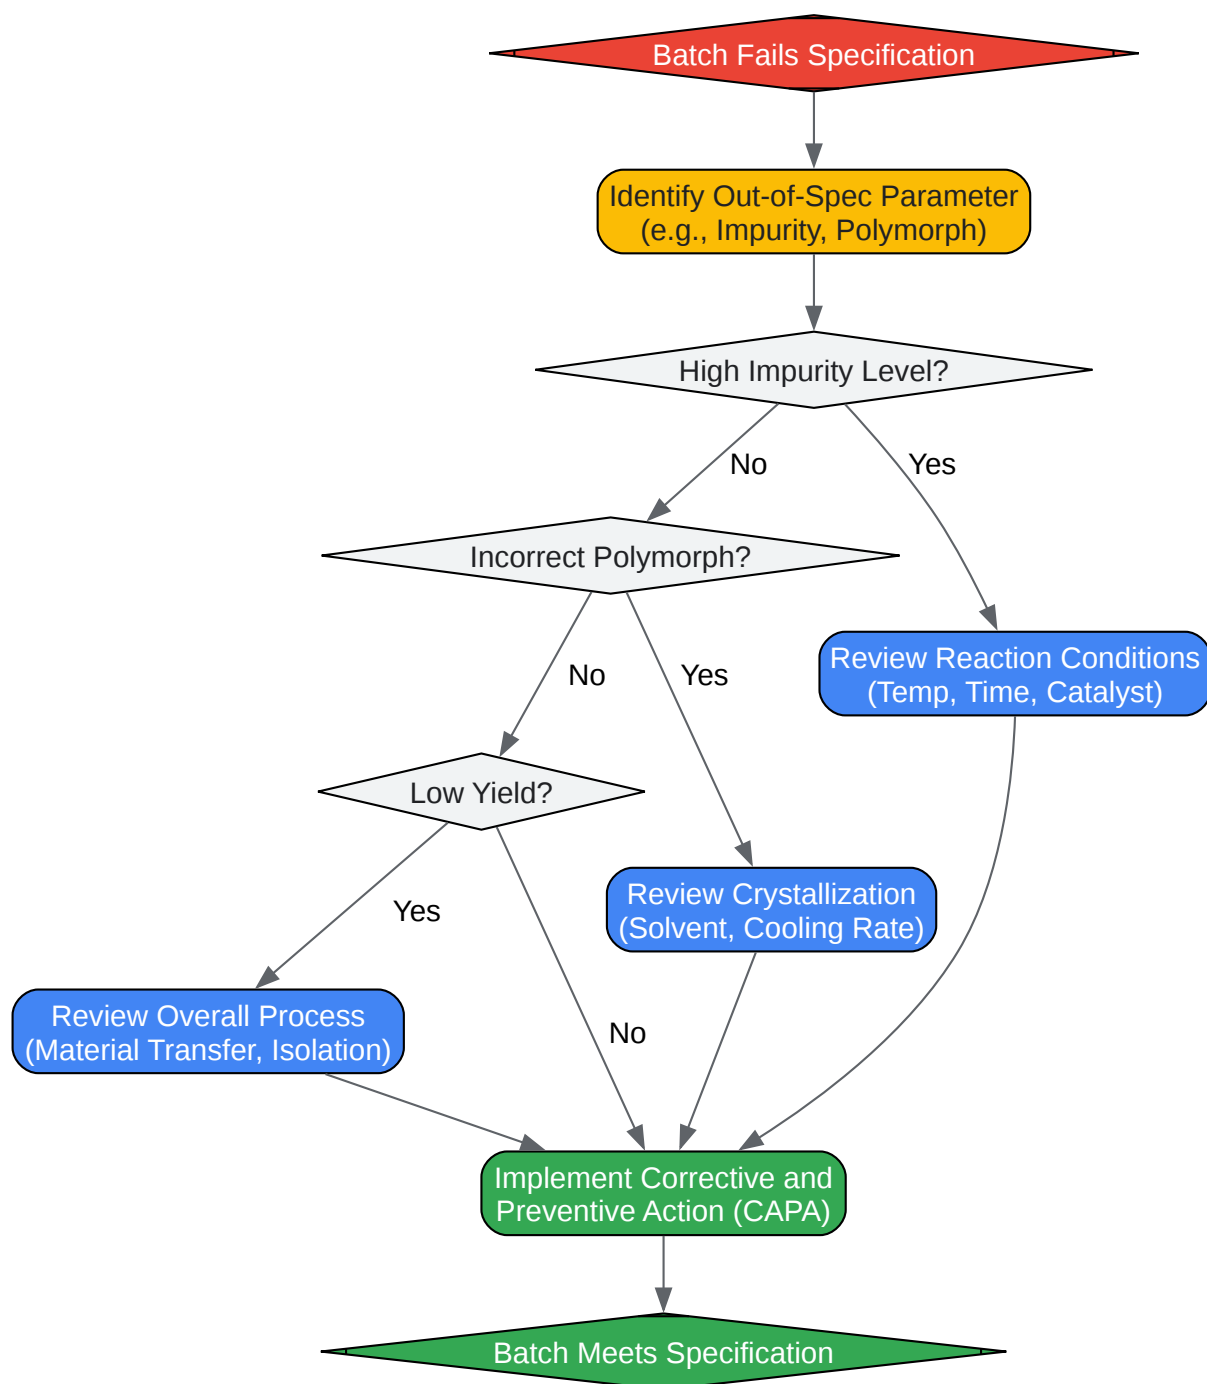 Batch Fails Specification
Identify Out-of-Spec Parameter
(e.g., Impurity, Polymorph)
High Impurity Level?
No
Yes
Incorrect Polymorph?
Review Reaction Conditions
(Temp, Time, Catalyst)
No
Yes
Low Yield?
Review Crystallization
(Solvent, Cooling Rate)
Yes
Review Overall Process
(Material Transfer, Isolation)
No
Implement Corrective and
Preventive Action (CAPA)
Batch Meets Specification